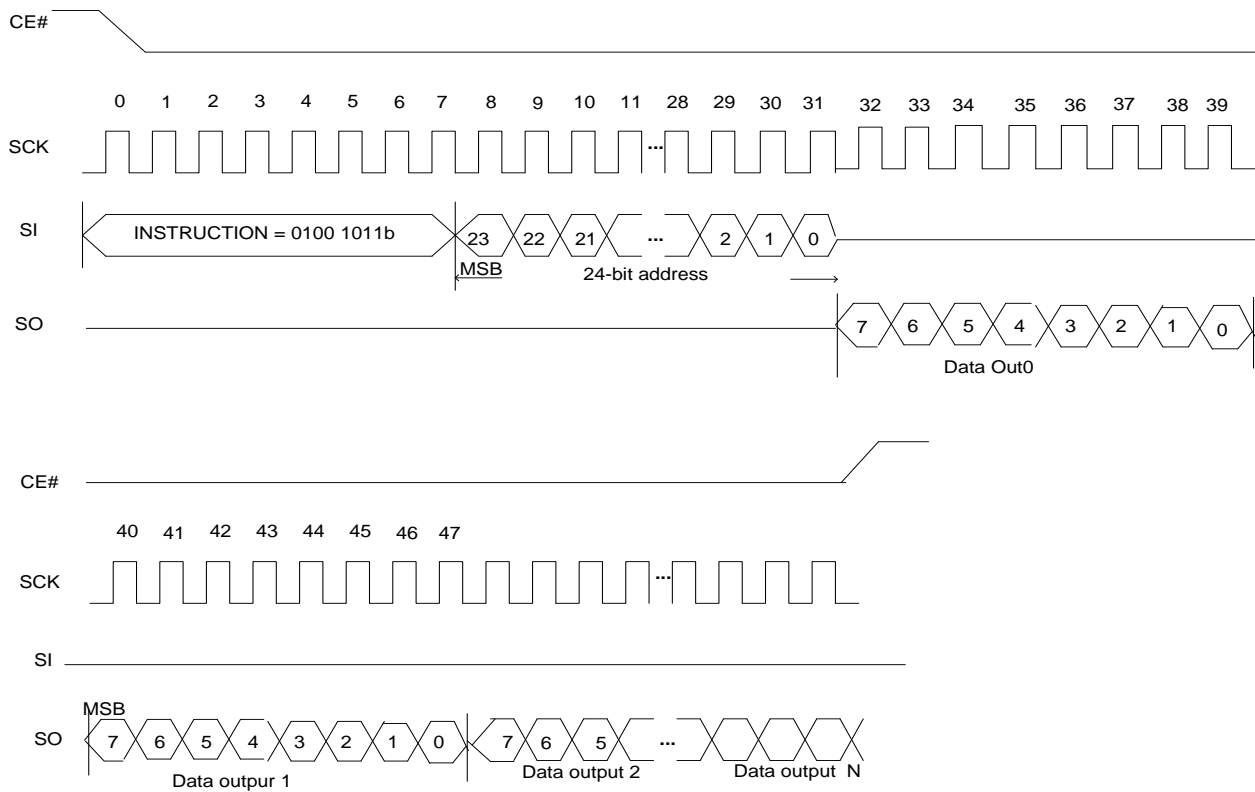 CE#
0 1 2 3 4 5 6 7 8 9 10 11 28 29 30 31 32 33 34 35 36 37 38 39
SCK ...
SI INSTRUCTION = 0100 1011b 23 22 21 ... 2 1 0
MSB 24-bit address
SO 7 6 5 4 3 2 1 0
Data Out0
CE#
40 41 42 43 44 45 46 47
SCK ...
SI
MSB
SO 7 6 5 4 3 2 1 0 7 6 5 ...
Data outpur 1 Data output 2 Data output N